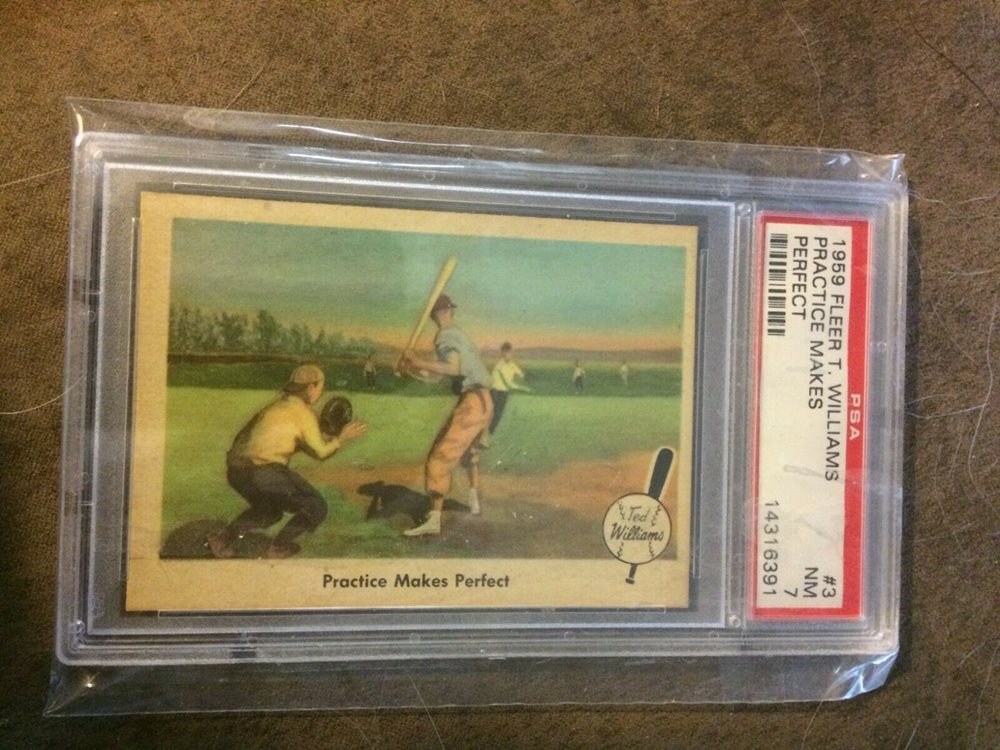 Ted
Williams
Practice Makes Perfect
PSA
1959 FLEER T. WILLIAMS #3
PRACTICE MAKES NM
PERFECT 7
14316391